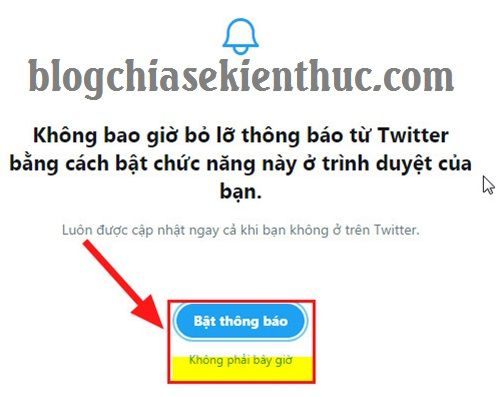 blogchiasekienthuc.com
Không bao giờ bỏ lỡ thông báo từ Twitter
bằng cách bật chức năng này ở trình duyệt của
bạn.
Luôn được cập nhật ngay cả khi bạn không ở trên Twitter.
Bật thông báo
Không phải bây giờ